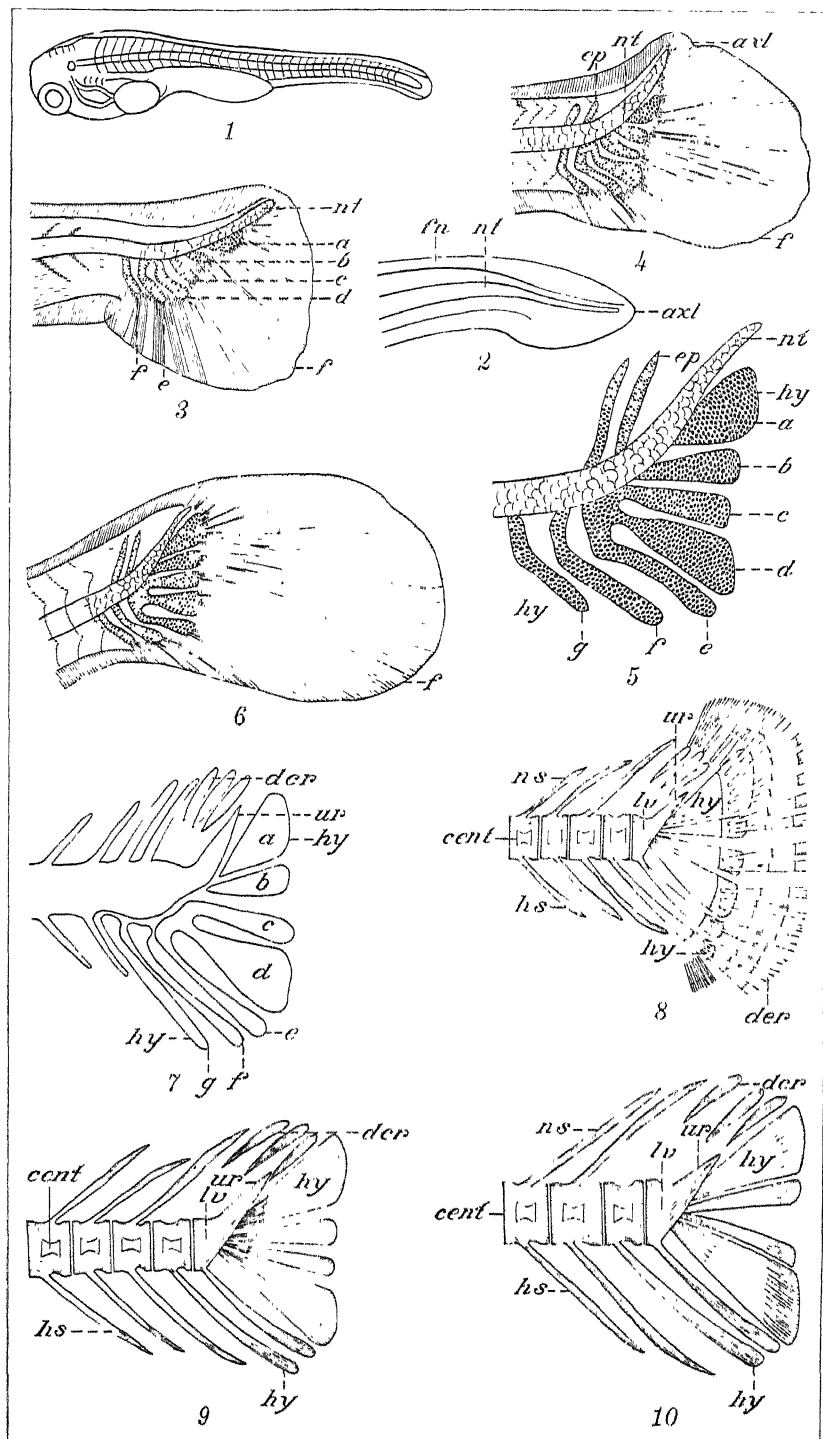 1
ep
nt
axl
f
4
nt
a
b
c
d
f
f
e
3
fn
nt
axl
2
ep
nt
hy
a
b
c
d
hy
g
f
e
5
f
6
der
ur
hy
a
b
c
d
e
hy
g
f
7
ur
ns
lv
hy
cent
hs
hy
der
8
der
cent
ur
lv
hy
hs
hy
9
ns
der
ur
lv
hy
cent
hs
hy
10